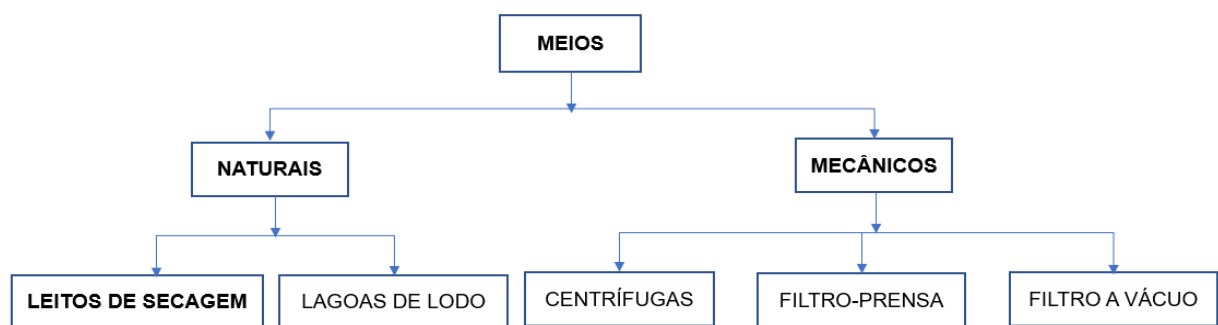 MEIOS
NATURAIS
MECÂNICOS
LEITOS DE SECAGEM
LAGOAS DE LODO
CENTRÍFUGAS
FILTRO-PRENSA
FILTRO A VÁCUO